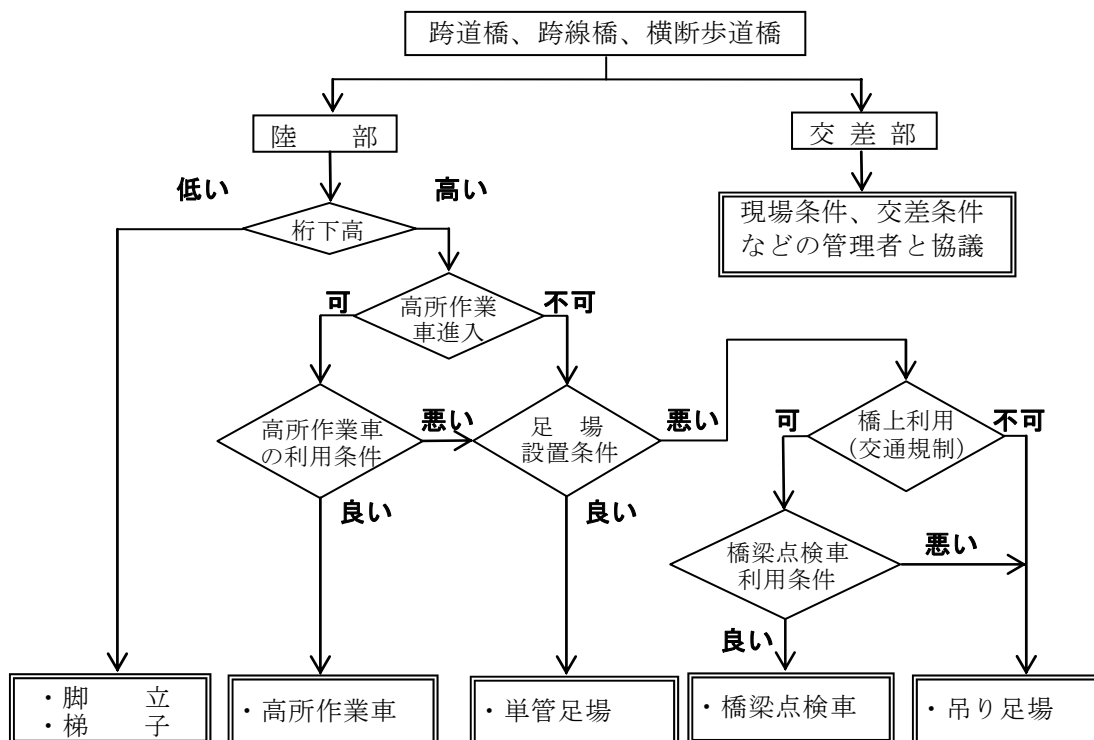 跨道橋、跨線橋、横断歩道橋
陸　　部
交 差 部
低い
高い
現場条件、交差条件
などの管理者と協議
桁下高
可
高所作業
車進入
不可
高所作業車
の利用条件
悪い
足　場
設置条件
悪い
可
橋上利用
(交通規制)
不可
良い
良い
橋梁点検車
利用条件
悪い
良い
・脚　　立
・梯　　子
・高所作業車
・単管足場
・橋梁点検車
・吊り足場